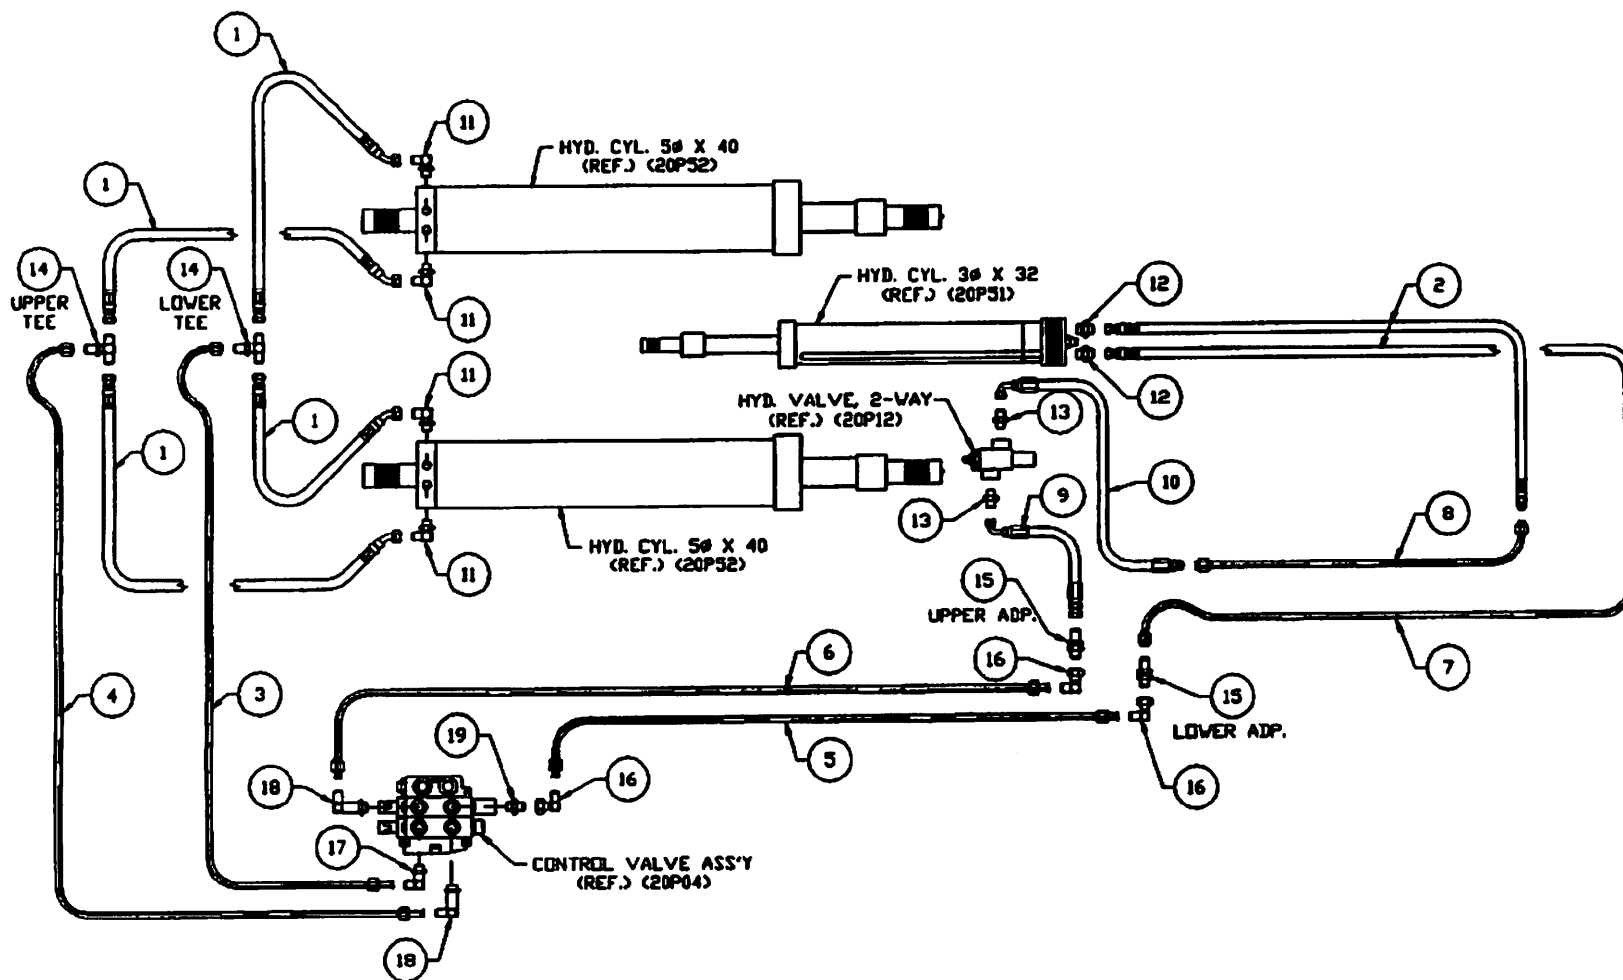 1
11
HYD. CYL. 5ø X 40
(REF.) (20P52)
1
14
UPPER
TEE
14
LOWER
TEE
11
HYD. CYL. 3ø X 32
(REF.) (20P51)
12
2
11
HYD. VALVE, 2-WAY
(REF.) (20P12)
13
12
1
1
10
9
13
8
HYD. CYL. 5ø X 40
(REF.) (20P52)
11
15
UPPER ADP.
16
6
7
4
3
15
LOWER ADP.
19
5
18
16
16
17
CONTROL VALVE ASS'Y
(REF.) (20P04)
18